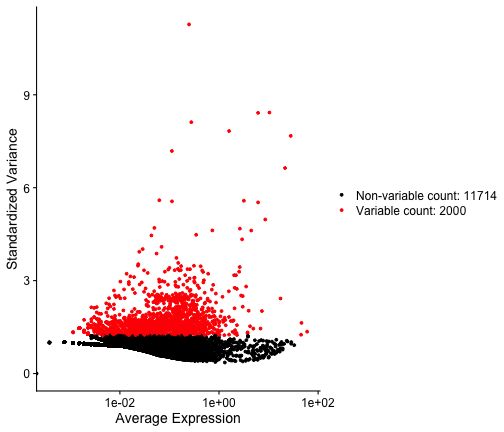 9
6
3
0
Standardized Variance
1e-02
1e+00
1e+02
Average Expression
Non-variable count: 11714
Variable count: 2000